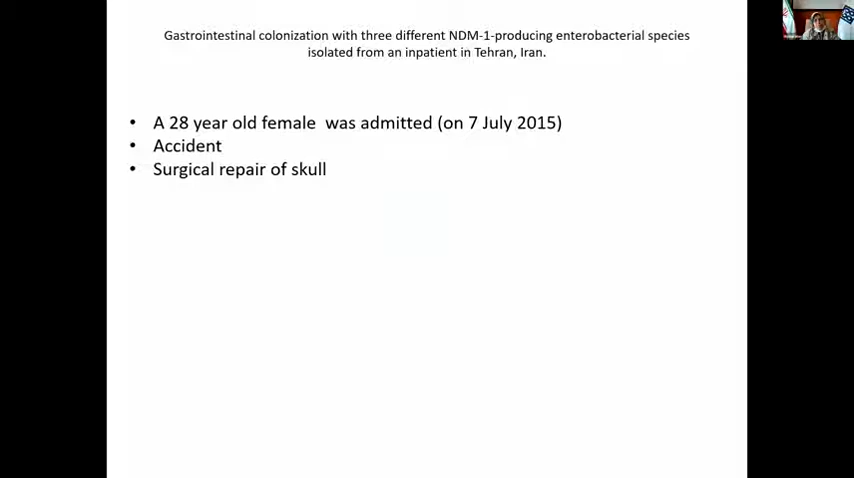 Gastrointestinal colonization with three different NDM-1-producing enterobacterial species
isolated from an inpatient in Tehran, Iran.
• A 28 year old female  was admitted (on 7 July 2015)
• Accident
• Surgical repair of skull